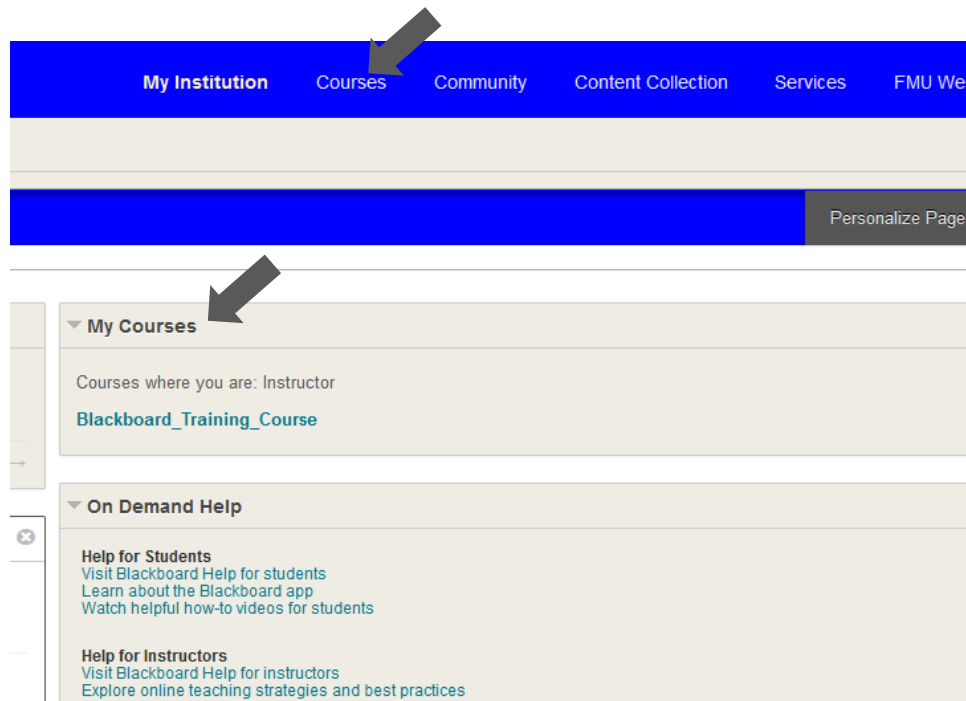 My Institution Courses Community Content Collection Services FMU We
Personalize Page
My Courses
Courses where you are: Instructor
Blackboard_Training_Course
On Demand Help
Help for Students
Visit Blackboard Help for students
Learn about the Blackboard app
Watch helpful how-to videos for students
Help for Instructors
Visit Blackboard Help for instructors
Explore online teaching strategies and best practices